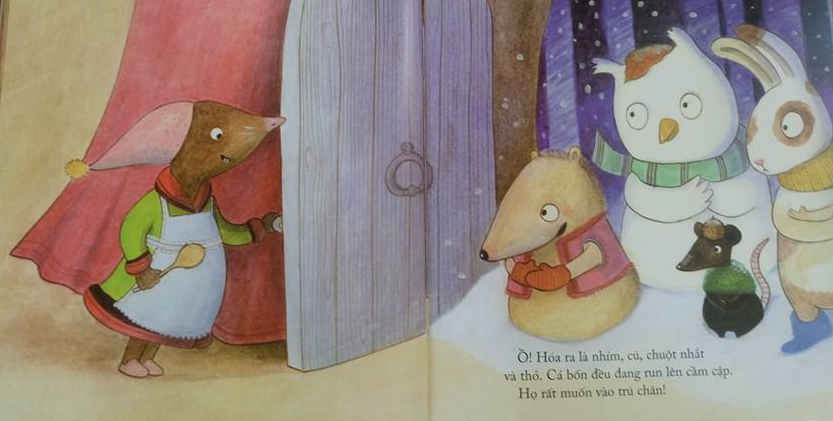 Ồ! Hóa ra là nhím, cú, chuột nhắt
và thỏ. Cả bốn đều đang run lên cầm cập.
Họ rất muốn vào trú chân!